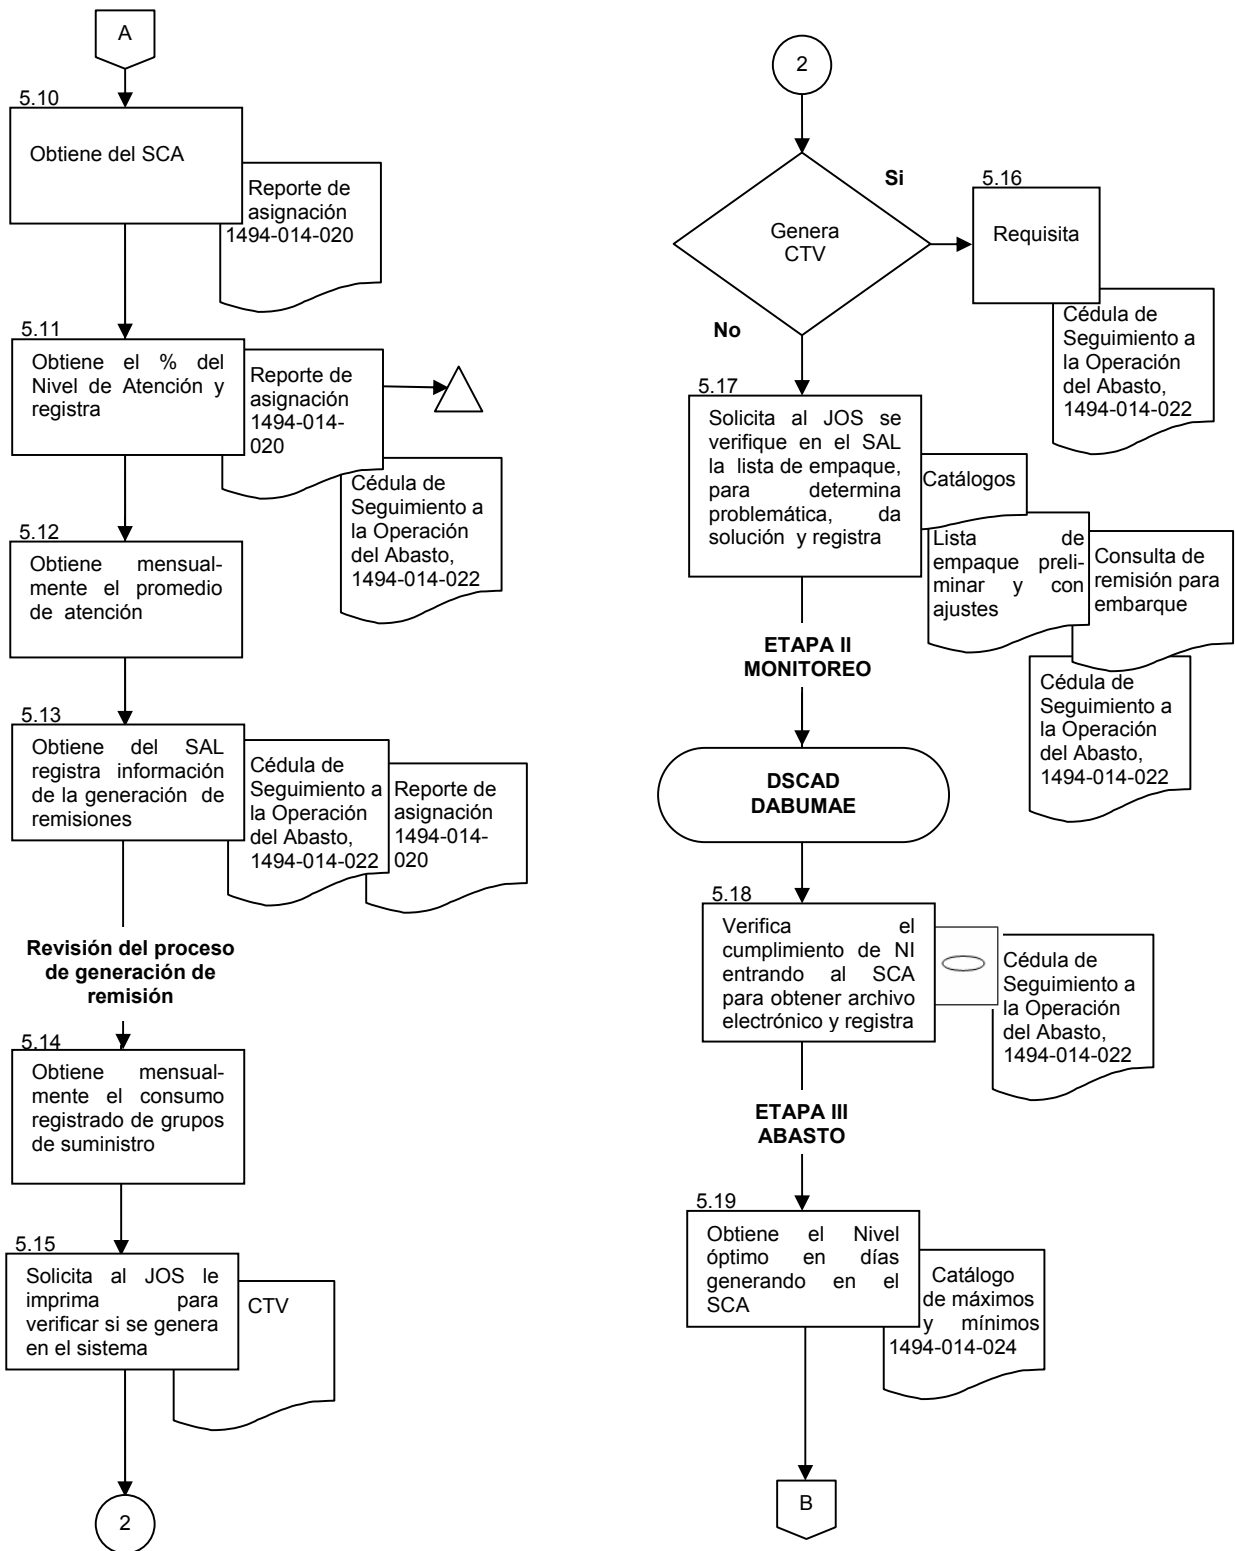 A
5.10
Obtiene del SCA
Reporte de
asignación
1494-014-020
5.11
Obtiene el % del
Nivel de Atención y
registra
Reporte de
asignación
1494-014-
020
Cédula de
Seguimiento a
la Operación
del Abasto,
1494-014-022
5.12
Obtiene mensual-
mente el promedio
de atención
5.13
Obtiene del SAL
registra información
de la generación de
remisiones
Cédula de
Seguimiento a
la Operación
del Abasto,
1494-014-022
Reporte de
asignación
1494-014-
020
Revisión del proceso
de generación de
remisión
5.14
Obtiene mensual-
mente el consumo
registrado de grupos
de suministro
5.15
Solicita al JOS le
imprima para
verificar si se genera
en el sistema
CTV
2
2
Genera
CTV
Si
5.16
Requisita
Cédula de
Seguimiento a
la Operación
del Abasto,
1494-014-022
No
5.17
Solicita al JOS se
verifique en el SAL
la lista de empaque,
para determina
problemática, da
solución y registra
Catálogos
Lista de
empaque preli-
minar y con
ajustes
Consulta de
remisión para
embarque
Cédula de
Seguimiento a
la Operación
del Abasto,
1494-014-022
ETAPA II
MONITOREO
DSCAD
DABUMAE
5.18
Verifica el
cumplimiento de NI
entrando al SCA
para obtener archivo
electrónico y registra
Cédula de
Seguimiento a
la Operación
del Abasto,
1494-014-022
ETAPA III
ABASTO
5.19
Obtiene el Nivel
óptimo en días
generando en el
SCA
Catálogo
de máximos
y mínimos
1494-014-024
B